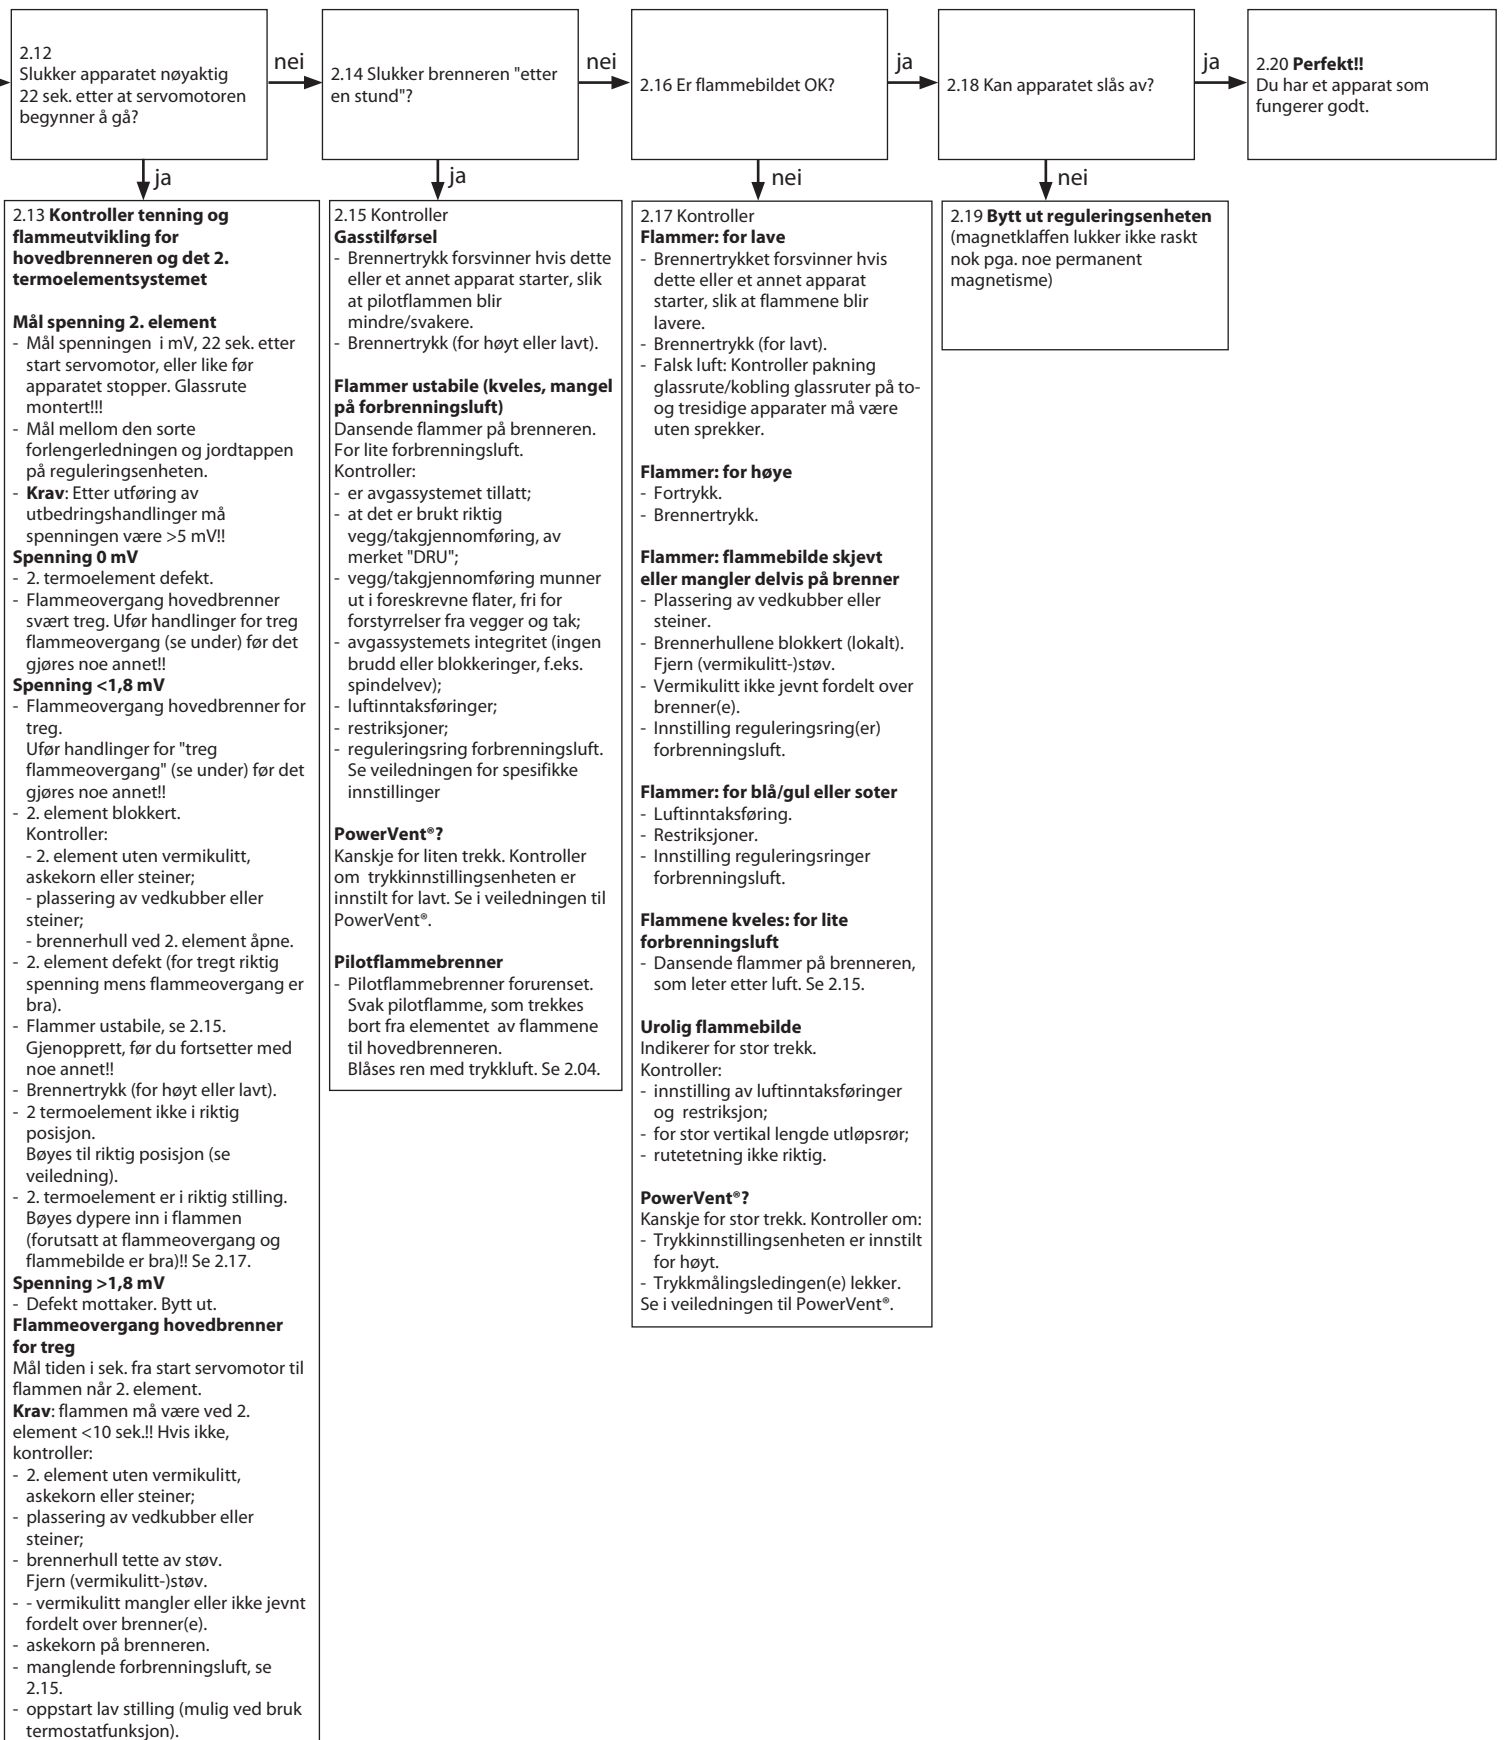 2.12
Slukker apparatet nøyaktig
22 sek. etter at servomotoren
begynner å gå?
nei
2.14 Slukker brenneren "etter
en stund"?
nei
2.16 Er flammebildet OK?
ja
2.18 Kan apparatet slås av?
ja
2.20 Perfekt!!
Du har et apparat som
fungerer godt.
ja
ja
nei
nei
2.13 Kontroller tenning og
flammeutvikling for
hovedbrenneren og det 2.
termoelementsystemet
Mål spenning 2. element
- Mål spenningen i mV, 22 sek. etter
start servomotor, eller like før
apparatet stopper. Glassrute
montert!!!
- Mål mellom den sorte
forlengerledningen og jordtappen
på reguleringsenheten.
- Krav: Etter utføring av
utbedringshandlinger må
spenningen være >5 mV!!
Spenning 0 mV
- 2. termoelement defekt.
- Flammeovergang hovedbrenner
svært treg. Ufør handlinger for treg
flammeovergang (se under) før det
gjøres noe annet!!
Spenning <1,8 mV
- Flammeovergang hovedbrenner for
treg.
Ufør handlinger for "treg
flammeovergang" (se under) før det
gjøres noe annet!!
- 2. element blokkert.
Kontroller:
- 2. element uten vermikulitt,
askekorn eller steiner;
- plassering av vedkubber eller
steiner;
- brennerhull ved 2. element åpne.
- 2. element defekt (for tregt riktig
spenning mens flammeovergang er
bra).
- Flammer ustabile, se 2.15.
Gjenopprett, før du fortsetter med
noe annet!!
- Brennertrykk (for høyt eller lavt).
- 2 termoelement ikke i riktig
posisjon.
Bøyes til riktig posisjon (se
veiledning).
- 2. termoelement er i riktig stilling.
Bøyes dypere inn i flammen
(forutsatt at flammeovergang og
flammebilde er bra)!! Se 2.17.
Spenning >1,8 mV
- Defekt mottaker. Bytt ut.
Flammeovergang hovedbrenner
for treg
Mål tiden i sek. fra start servomotor til
flammen når 2. element.
Krav: flammen må være ved 2.
element <10 sek.!! Hvis ikke,
kontroller:
- 2. element uten vermikulitt,
askekorn eller steiner;
- plassering av vedkubber eller
steiner;
- brennerhull tette av støv.
Fjern (vermikulitt-)støv.
- - vermikulitt mangler eller ikke jevnt
fordelt over brenner(e).
- askekorn på brenneren.
- manglende forbrenningsluft, se
2.15.
- oppstart lav stilling (mulig ved bruk
termostatfunksjon).
2.15 Kontroller
Gasstilførsel
- Brennertrykk forsvinner hvis dette
eller et annet apparat starter, slik
at pilotflammen blir
mindre/svakere.
- Brennertrykk (for høyt eller lavt).
Flammer ustabile (kveles, mangel
på forbrenningsluft)
Dansende flammer på brenneren.
For lite forbrenningsluft.
Kontroller:
- er avgassystemet tillatt;
- at det er brukt riktig
vegg/takgjennomføring, av
merket "DRU";
- vegg/takgjennomføring munner
ut i foreskrevne flater, fri for
forstyrrelser fra vegger og tak;
- avgassystemets integritet (ingen
brudd eller blokkeringer, f.eks.
spindelvev);
- luftinntaksføringer;
- restriksjoner;
- reguleringsring forbrenningsluft.
Se veiledningen for spesifikke
innstillinger
PowerVent®?
Kanskje for liten trekk. Kontroller
om trykkinnstillingsenheten er
innstilt for lavt. Se i veiledningen til
PowerVent®.
Pilotflammebrenner
- Pilotflammebrenner forurenset.
Svak pilotflamme, som trekkes
bort fra elementet av flammene
til hovedbrenneren.
Blåses ren med trykkluft. Se 2.04.
2.17 Kontroller
Flammer: for lave
- Brennertrykket forsvinner hvis
dette eller et annet apparat
starter, slik at flammene blir
lavere.
- Brennertrykk (for lavt).
- Falsk luft: Kontroller pakning
glassrute/kobling glassruter på to-
og tresidige apparater må være
uten sprekker.
Flammer: for høye
- Fortrykk.
- Brennertrykk.
Flammer: flammebilde skjevt
eller mangler delvis på brenner
- Plassering av vedkubber eller
steiner.
- Brennerhullene blokkert (lokalt).
Fjern (vermikulitt-)støv.
- Vermikulitt ikke jevnt fordelt over
brenner(e).
- Innstilling reguleringsring(er)
forbrenningsluft.
Flammer: for blå/gul eller soter
- Luftinntaksføring.
- Restriksjoner.
- Innstilling reguleringsringer
forbrenningsluft.
Flammene kveles: for lite
forbrenningsluft
- Dansende flammer på brenneren,
som leter etter luft. Se 2.15.
Urolig flammebilde
Indikerer for stor trekk.
Kontroller:
- innstilling av luftinntaksføringer
og restriksjon;
- for stor vertikal lengde utløpsrør;
- rutetetning ikke riktig.
PowerVent®?
Kanskje for stor trekk. Kontroller om:
- Trykkinnstillingsenheten er innstilt
for høyt.
- Trykkmålingsledingen(e) lekker.
Se i veiledningen til PowerVent®.
2.19 Bytt ut reguleringsenheten
(magnetklaffen lukker ikke raskt
nok pga. noe permanent
magnetisme)